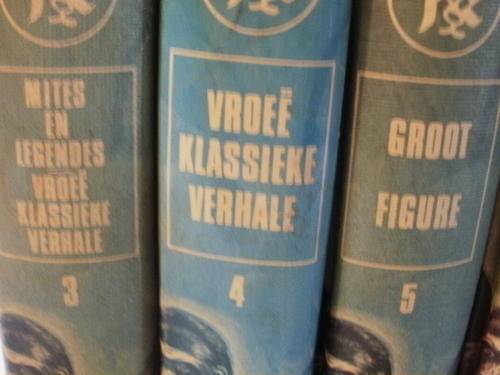 MITES
EN
LEGENDES
VROEË
KLASSIEKE
VERHALE
3
VROEË
KLASSIEKE
VERHALE
4
GROOT
FIGURE
5